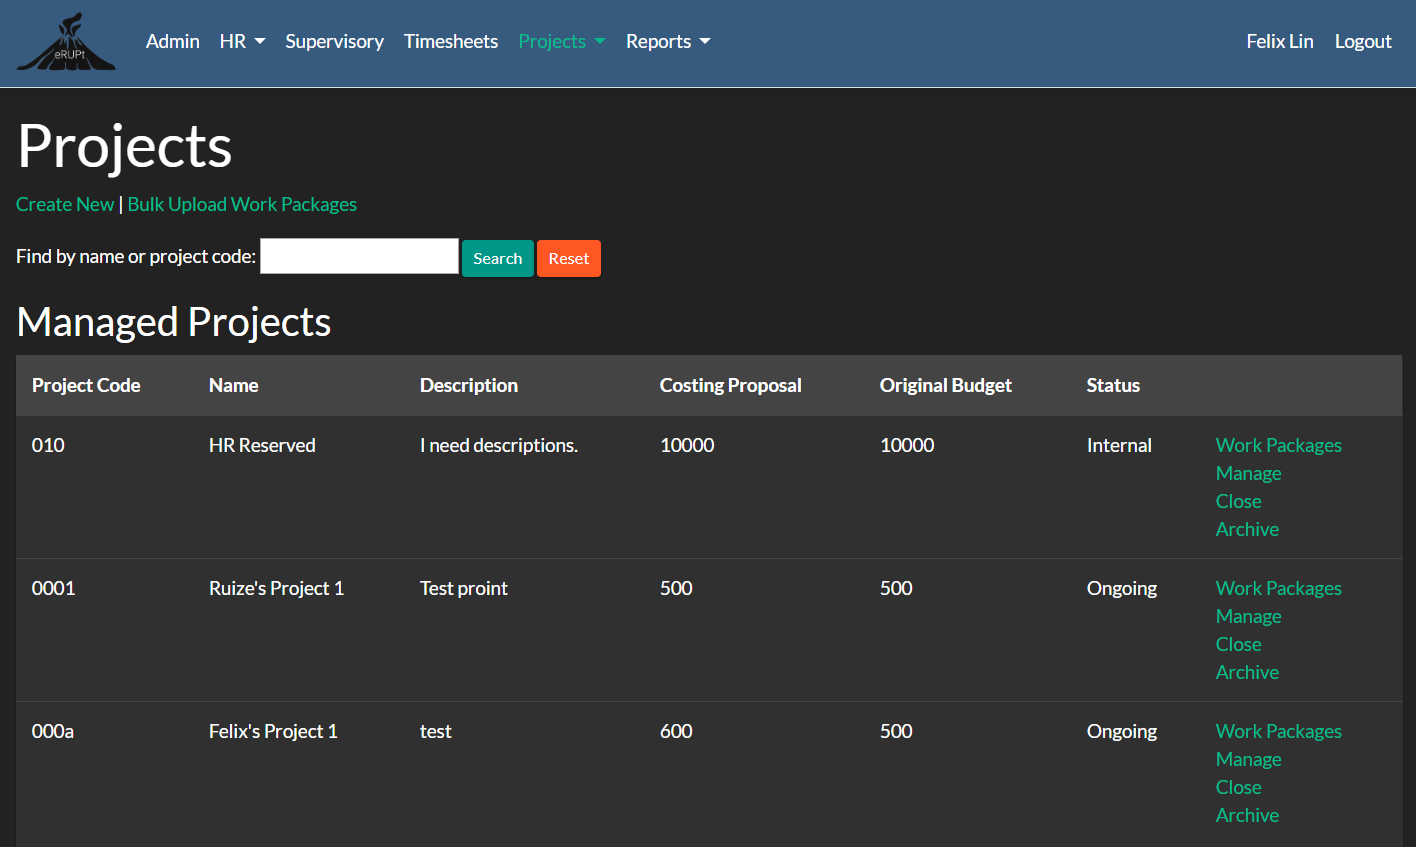 eRUPt
Admin HR Supervisory Timesheets Projects Reports Felix Lin Logout
Projects
Create New | Bulk Upload Work Packages
Find by name or project code: Search Reset
Managed Projects
Project Code Name Description Costing Proposal Original Budget Status
010 HR Reserved I need descriptions. 10000 10000 Internal Work Packages
Manage
Close
Archive
0001 Ruize's Project 1 Test proint 500 500 Ongoing Work Packages
Manage
Close
Archive
000a Felix's Project 1 test 600 500 Ongoing Work Packages
Manage
Close
Archive